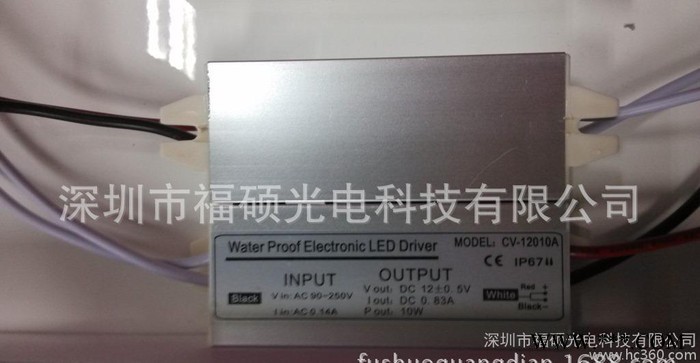 深圳市福硕光电科技有限公司
Water Proof Electronic LED Driver MODEL: CV-12010A
CE IP67
INPUT OUTPUT
Black V in: AC 90-250V V out: DC 12±0.5V White Red +
I in: AC 0.14A I out: DC 0.83A Black -
P out: 10W
深圳市福硕光电科技有限公司
fushuoguangdian.1688.com
www.hc360.com